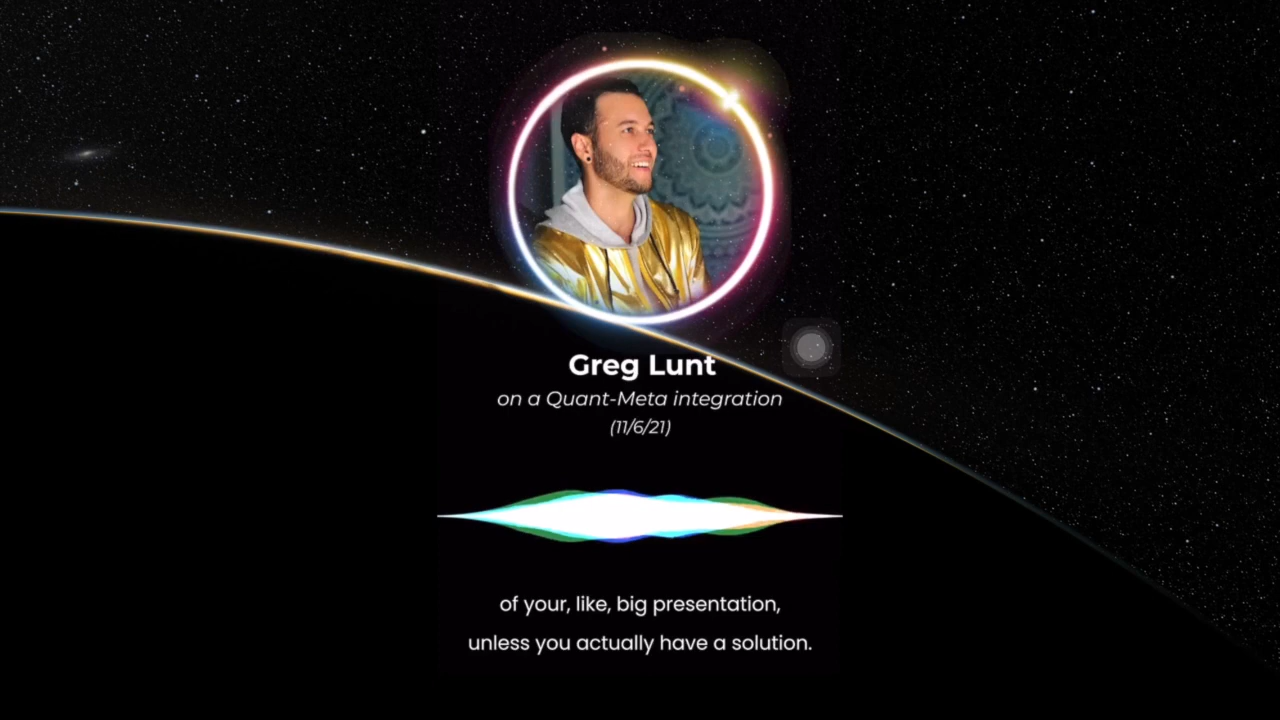 Greg Lunt
on a Quant-Meta integration
(11/6/21)
of your, like, big presentation,
unless you actually have a solution.